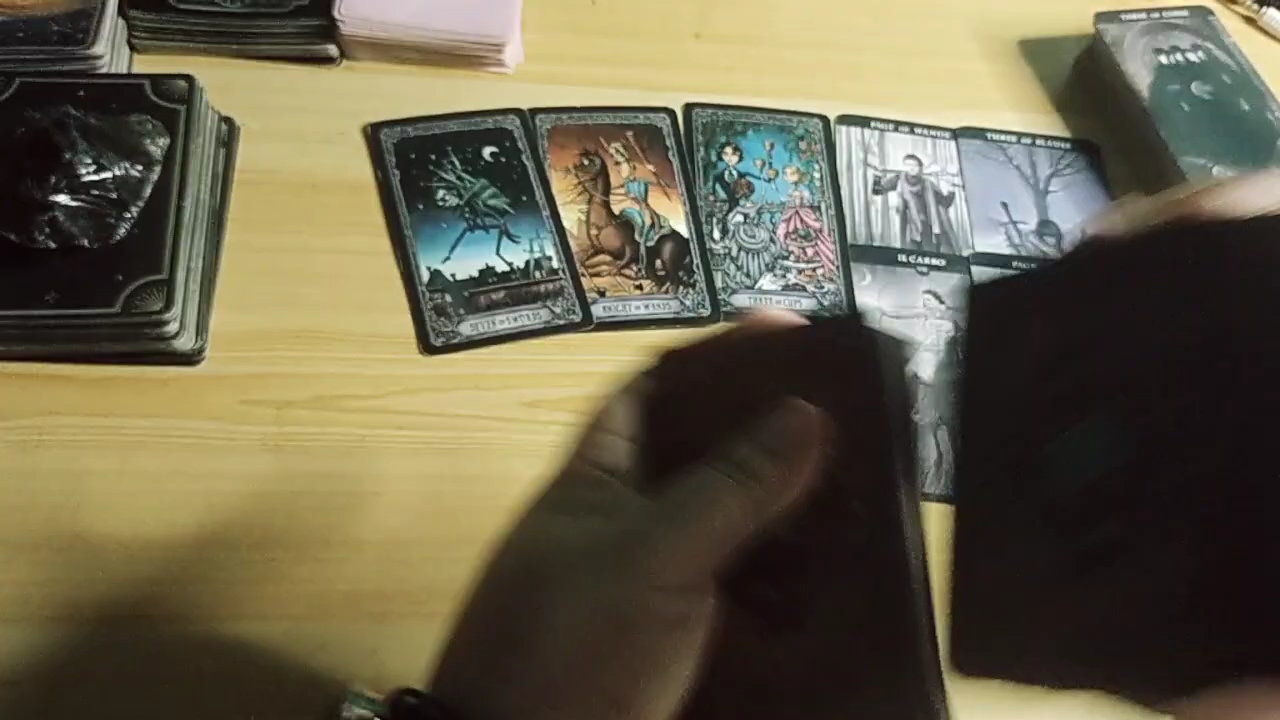 THREE OF CUPS
PAGE OF WANDS
THREE OF BLADES
IL CARRO
VII
SEVEN OF SWORDS
KNIGHT OF WANDS
THREE OF CUPS